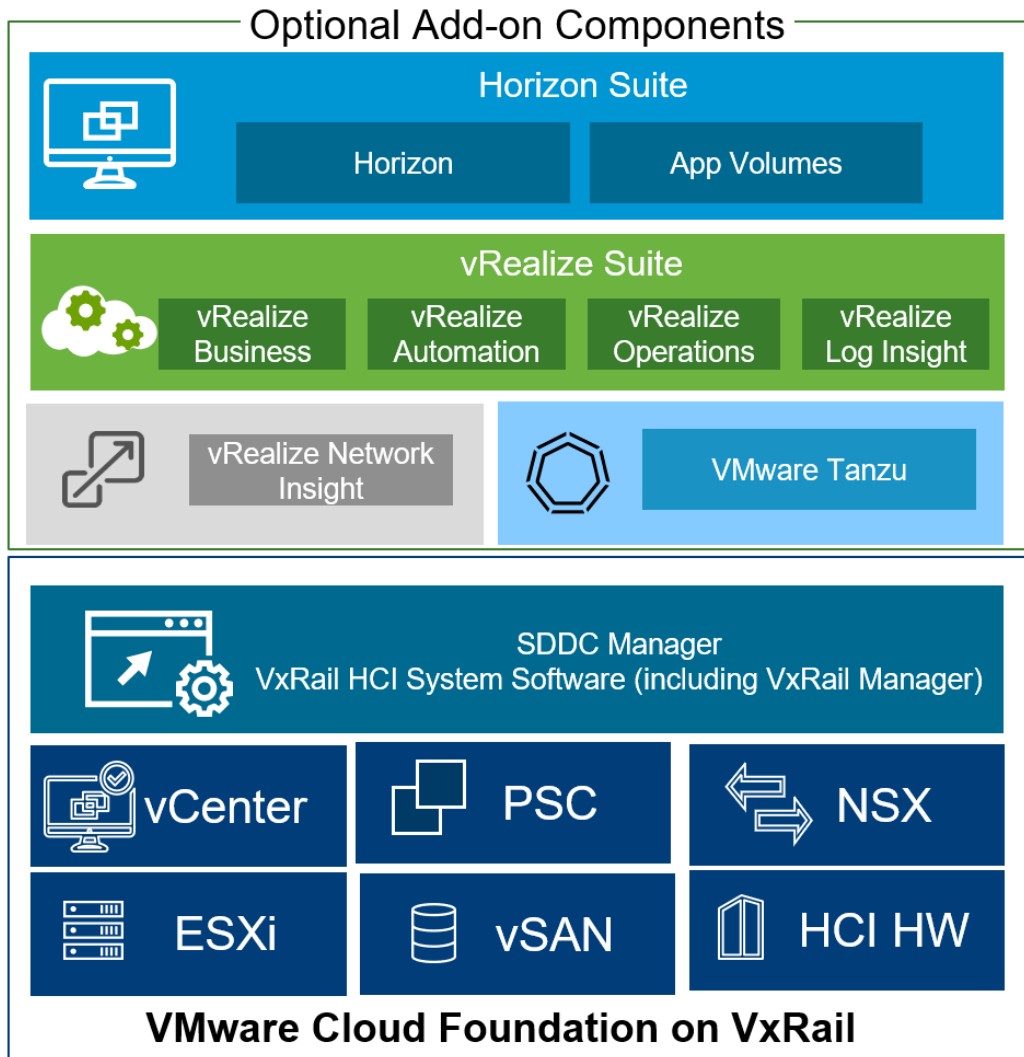 Optional Add-on Components
Horizon Suite
Horizon
App Volumes
vRealize Suite
vRealize
Business
vRealize
Automation
vRealize
Operations
vRealize
Log Insight
vRealize Network
Insight
VMware Tanzu
SDDC Manager
VxRail HCI System Software (including VxRail Manager)
vCenter
PSC
NSX
ESXi
vSAN
HCI HW
VMware Cloud Foundation on VxRail